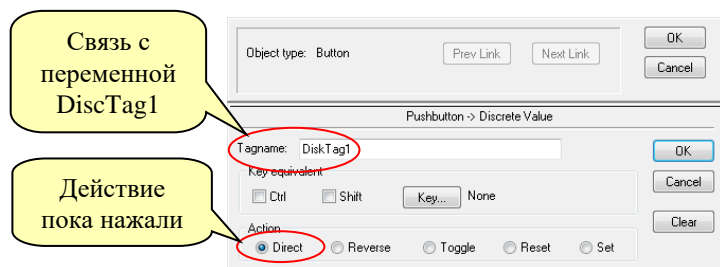 Связь с
переменной
DiscTag1
Object type: Button
Prev Link
Next Link
OK
Cancel
Pushbutton -> Discrete Value
Tagname: DiskTag1
OK
Key equivalent
Cancel
Ctrl
Shift
Key...
None
Действие
пока нажали
Clear
Action
Direct
Reverse
Toggle
Reset
Set